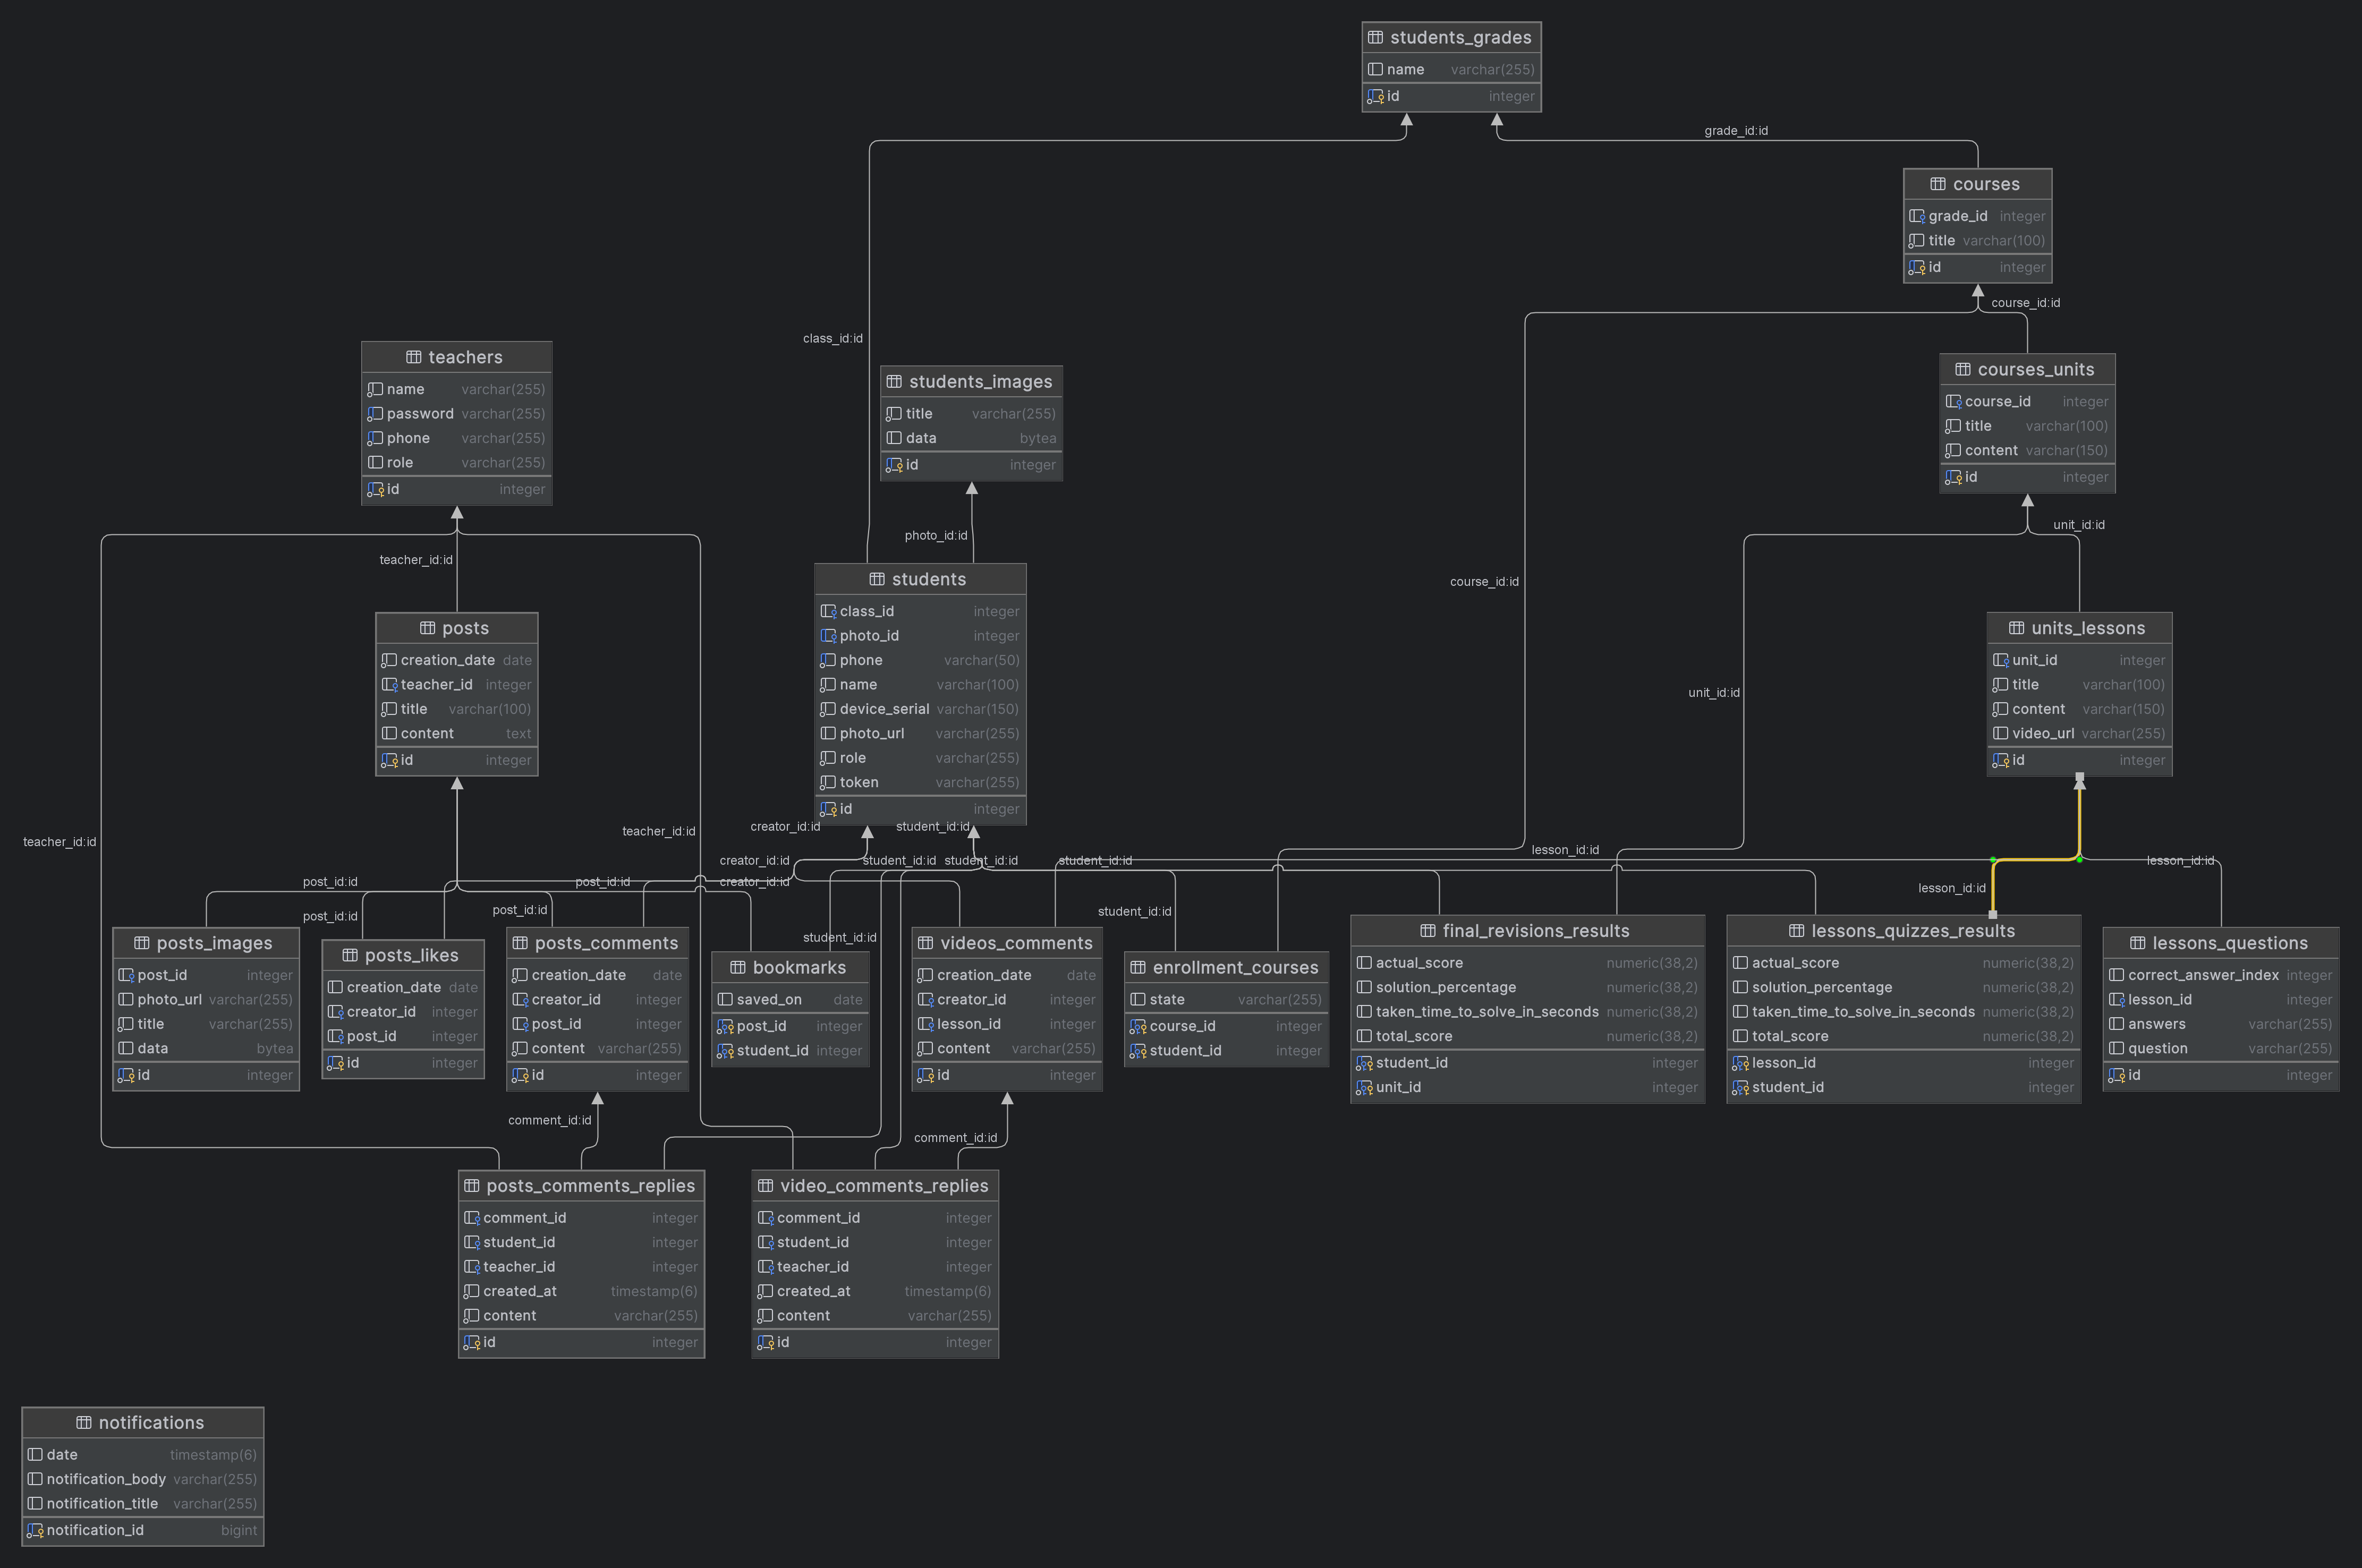 students_grades
name varchar(255)
id integer
grade_id:id
courses
grade_id integer
title varchar(100)
id integer
course_id:id
class_id:id
teachers
name varchar(255)
password varchar(255)
phone varchar(255)
role varchar(255)
id integer
students_images
title varchar(255)
data bytea
id integer
courses_units
course_id integer
title varchar(100)
content varchar(150)
id integer
teacher_id:id
photo_id:id
course_id:id
unit_id:id
posts
creation_date date
teacher_id integer
title varchar(100)
content text
id integer
students
class_id integer
photo_id integer
phone varchar(50)
name varchar(100)
device_serial varchar(150)
photo_url varchar(255)
role varchar(255)
token varchar(255)
id integer
unit_id:id
units_lessons
unit_id integer
title varchar(100)
content varchar(150)
video_url varchar(255)
id integer
teacher_id:id
teacher_id:id
creator_id:id
student_id:id
creator_id:id
student_id:id
student_id:id
student_id:id
lesson_id:id
lesson_id:id
post_id:id
post_id:id
creator_id:id
lesson_id:id
post_id:id
post_id:id
student_id:id
student_id:id
posts_images
post_id integer
photo_url varchar(255)
title varchar(255)
data bytea
id integer
posts_likes
creation_date date
creator_id integer
post_id integer
id integer
posts_comments
creation_date date
creator_id integer
post_id integer
content varchar(255)
id integer
bookmarks
saved_on date
post_id integer
student_id integer
videos_comments
creation_date date
creator_id integer
lesson_id integer
content varchar(255)
id integer
enrollment_courses
state varchar(255)
course_id integer
student_id integer
final_revisions_results
actual_score numeric(38,2)
solution_percentage numeric(38,2)
taken_time_to_solve_in_seconds numeric(38,2)
total_score numeric(38,2)
student_id integer
unit_id integer
lessons_quizzes_results
actual_score numeric(38,2)
solution_percentage numeric(38,2)
taken_time_to_solve_in_seconds numeric(38,2)
total_score numeric(38,2)
lesson_id integer
student_id integer
lessons_questions
correct_answer_index integer
lesson_id integer
answers varchar(255)
question varchar(255)
id integer
comment_id:id
comment_id:id
posts_comments_replies
comment_id integer
student_id integer
teacher_id integer
created_at timestamp(6)
content varchar(255)
id integer
video_comments_replies
comment_id integer
student_id integer
teacher_id integer
created_at timestamp(6)
content varchar(255)
id integer
notifications
date timestamp(6)
notification_body varchar(255)
notification_title varchar(255)
notification_id bigint